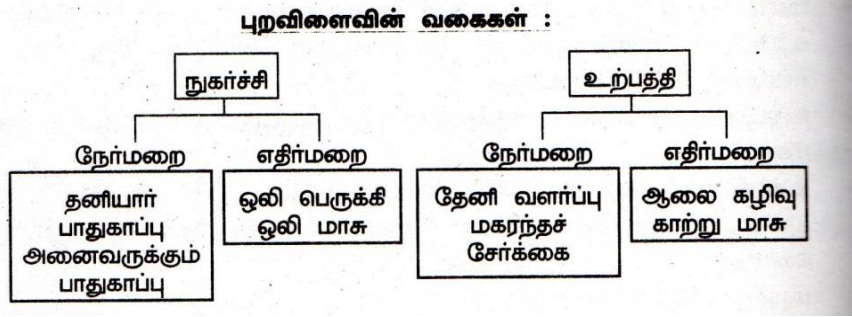 புறவிளைவின் வகைகள் :
நுகர்ச்சி
உற்பத்தி
நேர்மறை
எதிர்மறை
நேர்மறை
எதிர்மறை
தனியார்
பாதுகாப்பு
அனைவருக்கும்
பாதுகாப்பு
ஒலி பெருக்கி
ஒலி மாசு
தேனி வளர்ப்பு
மகரந்தச்
சேர்க்கை
ஆலை கழிவு
காற்று மாசு